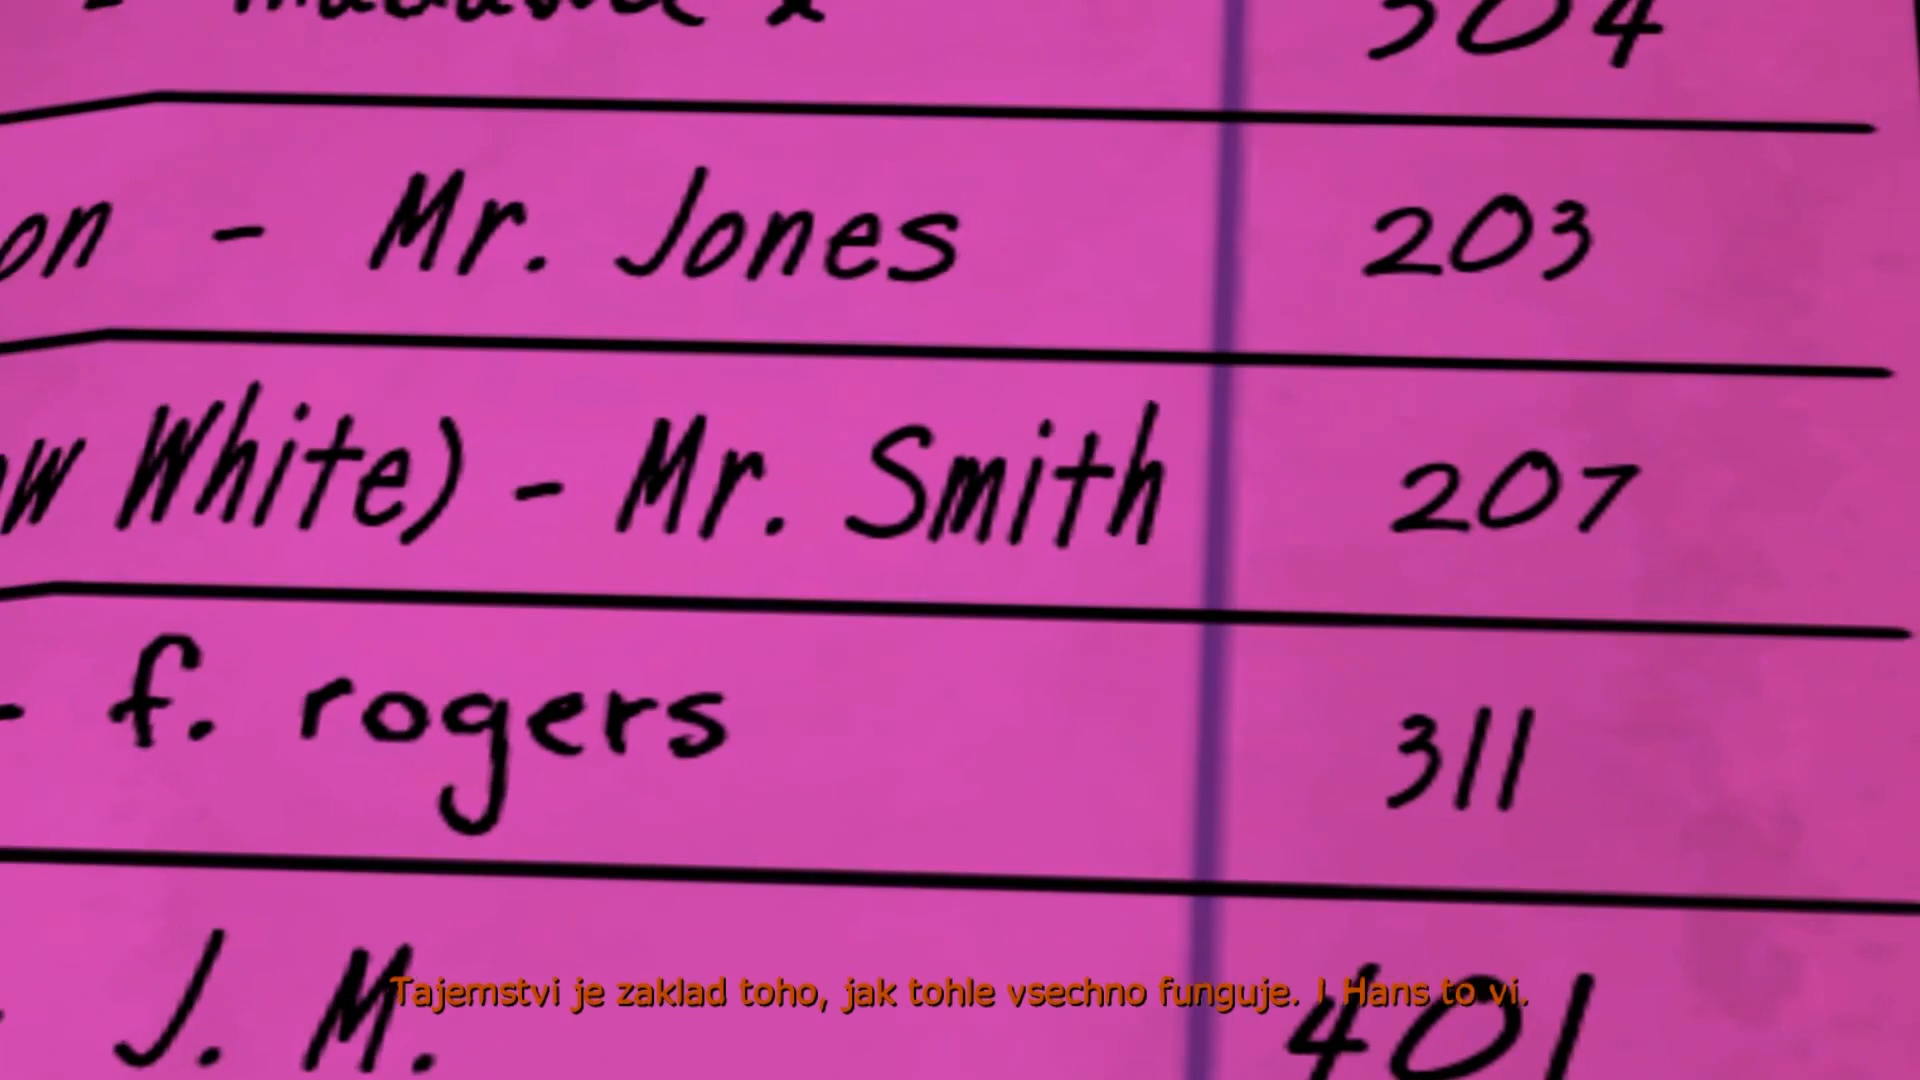 304
on - Mr. Jones 203
White) - Mr. Smith 207
- f. rogers 311
J. M. 401
Tajemstvi je zaklad toho, jak tohle vsechno funguje. I Hans to vi.